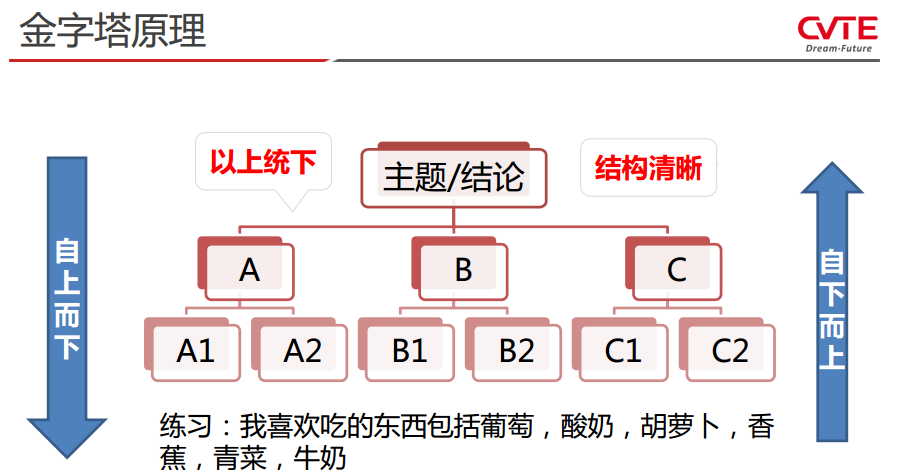 金字塔原理
CVTE
Dream·Future
以上统下
主题/结论
结构清晰
自上而下
A
B
C
自下而上
A1
A2
B1
B2
C1
C2
练习：我喜欢吃的东西包括葡萄，酸奶，胡萝卜，香
蕉，青菜，牛奶